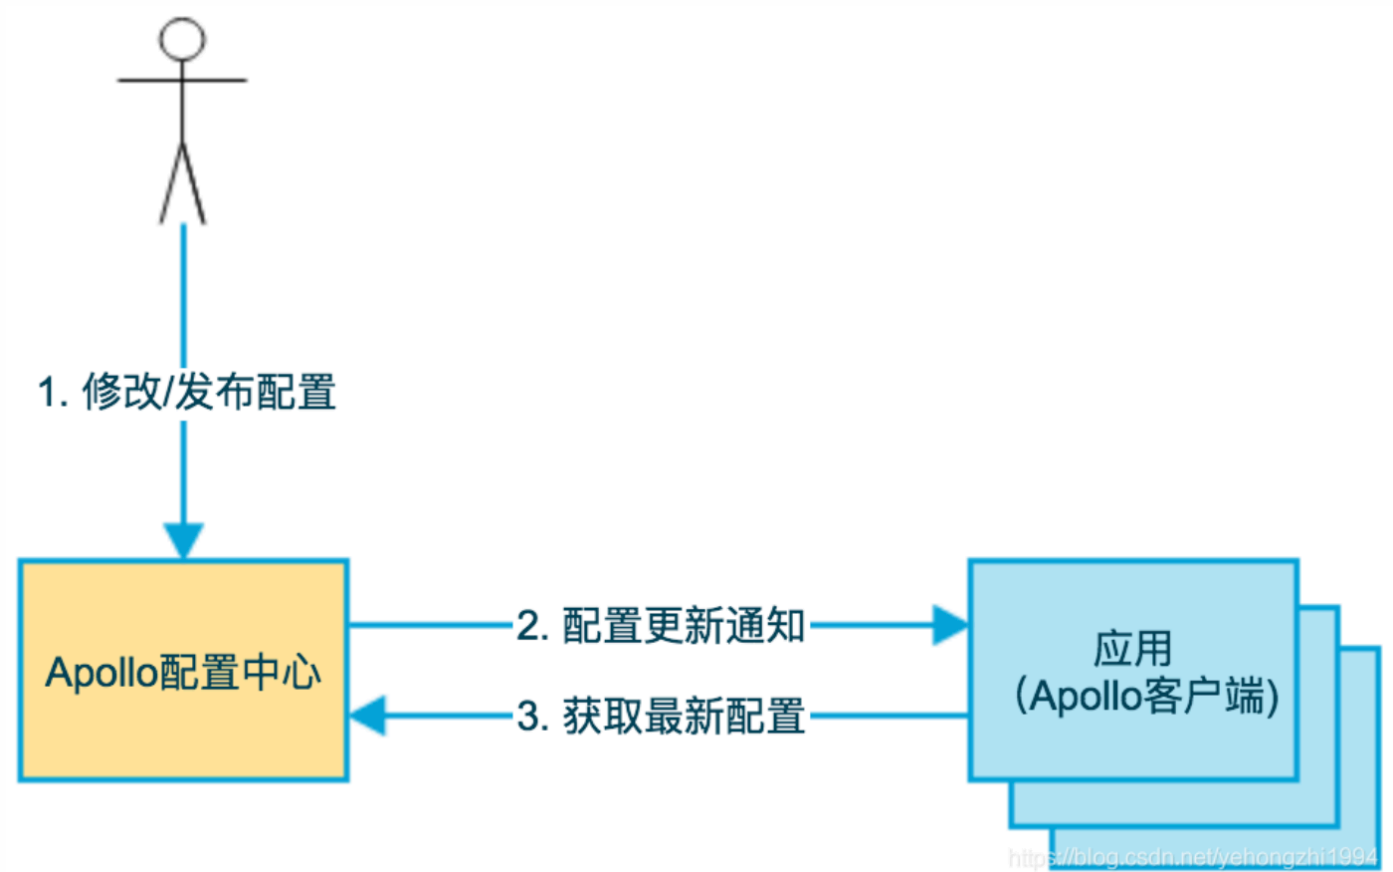 1. 修改/发布配置
Apollo配置中心
2. 配置更新通知
3. 获取最新配置
应用
(Apollo客户端)
https://blog.csdn.net/yehongzhi1994